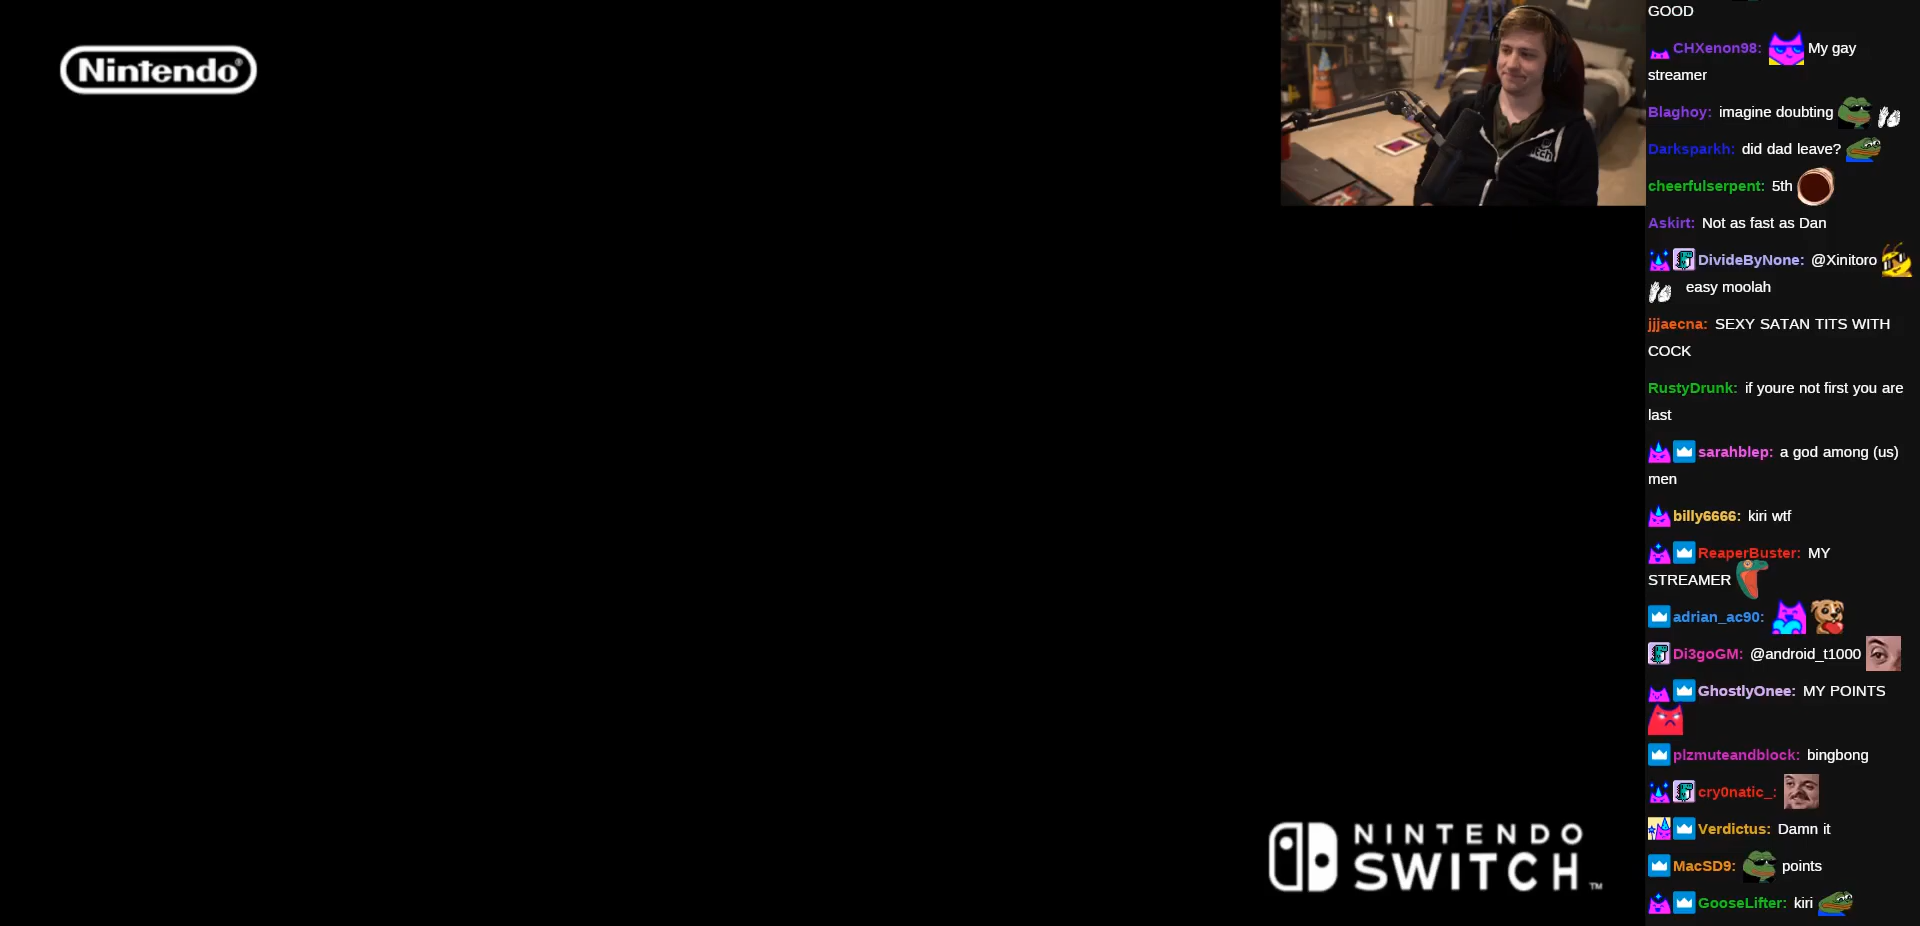 Nintendo®
NINTENDO
SWITCH™
GOOD
CHXenon98: My gay
streamer
Blaghoy: imagine doubting
Darksparkh: did dad leave?
cheerfulserpent: 5th
Askirt: Not as fast as Dan
DivideByNone: @Xinitoro
easy moolah
jjjaecna: SEXY SATAN TITS WITH
COCK
RustyDrunk: if youre not first you are
last
sarahblep: a god among (us)
men
billy6666: kiri wtf
ReaperBuster: MY
STREAMER
adrian_ac90:
Di3goGM: @android_t1000
GhostlyOnee: MY POINTS
plzmuteandblock: bingbong
cry0natic_:
Verdictus: Damn it
MacSD9: points
GooseLifter: kiri